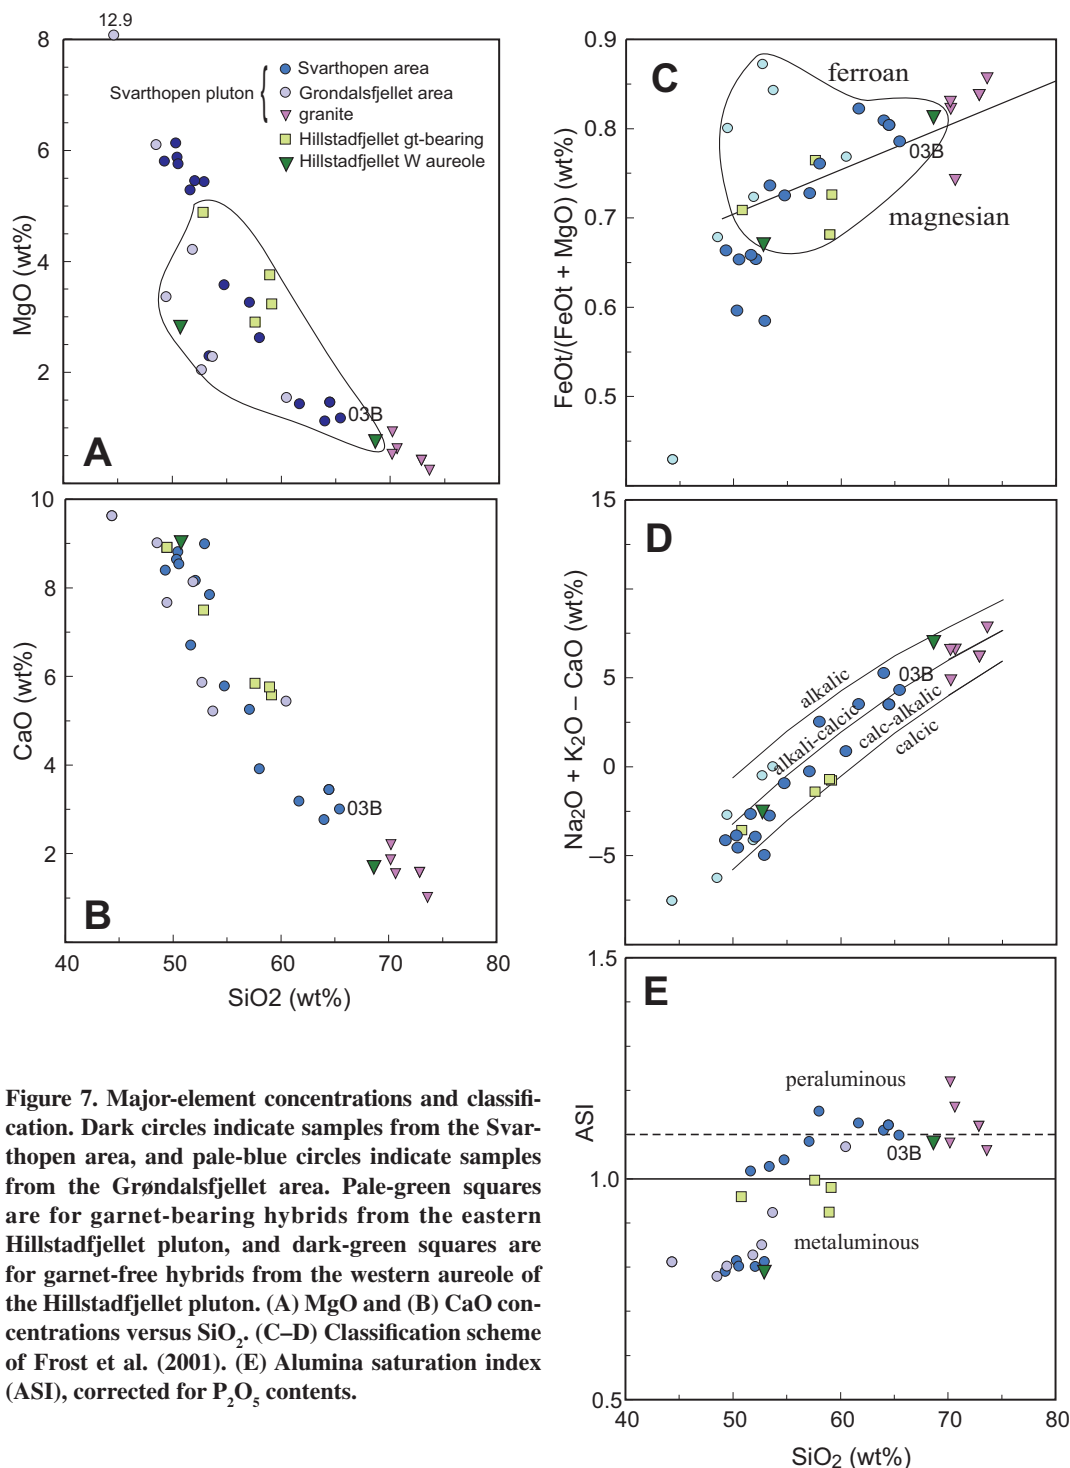 12.9
8
6
4
2
MgO (wt%)
Svarthopen pluton
Svarthopen area
Grondalsfjellet area
granite
Hillstadfjellet gt-bearing
Hillstadfjellet W aureole
03B
A
10
8
6
4
2
CaO (wt%)
03B
B
40 50 60 70 80
SiO2 (wt%)
0.9
0.8
0.7
0.6
0.5
FeOt/(FeOt + MgO) (wt%)
C
ferroan
03B
magnesian
15
5
0
–5
Na2O + K2O – CaO (wt%)
D
03B
alkalic
alkali-calcic
calc-alkalic
calcic
1.5
1.0
0.5
ASI
E
peraluminous
03B
metaluminous
40 50 60 70 80
SiO2 (wt%)
Figure 7. Major-element concentrations and classifi-
cation. Dark circles indicate samples from the Svar-
thopen area, and pale-blue circles indicate samples
from the Grøndalsfjellet area. Pale-green squares
are for garnet-bearing hybrids from the eastern
Hillstadfjellet pluton, and dark-green squares are
for garnet-free hybrids from the western aureole of
the Hillstadfjellet pluton. (A) MgO and (B) CaO con-
centrations versus SiO2. (C–D) Classification scheme
of Frost et al. (2001). (E) Alumina saturation index
(ASI), corrected for P2O5 contents.